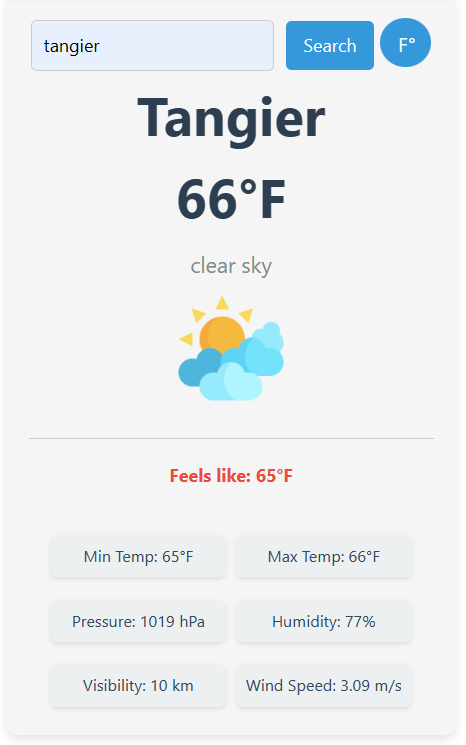 tangier Search F°
Tangier
66°F
clear sky
Feels like: 65°F
Min Temp: 65°F Max Temp: 66°F
Pressure: 1019 hPa Humidity: 77%
Visibility: 10 km Wind Speed: 3.09 m/s